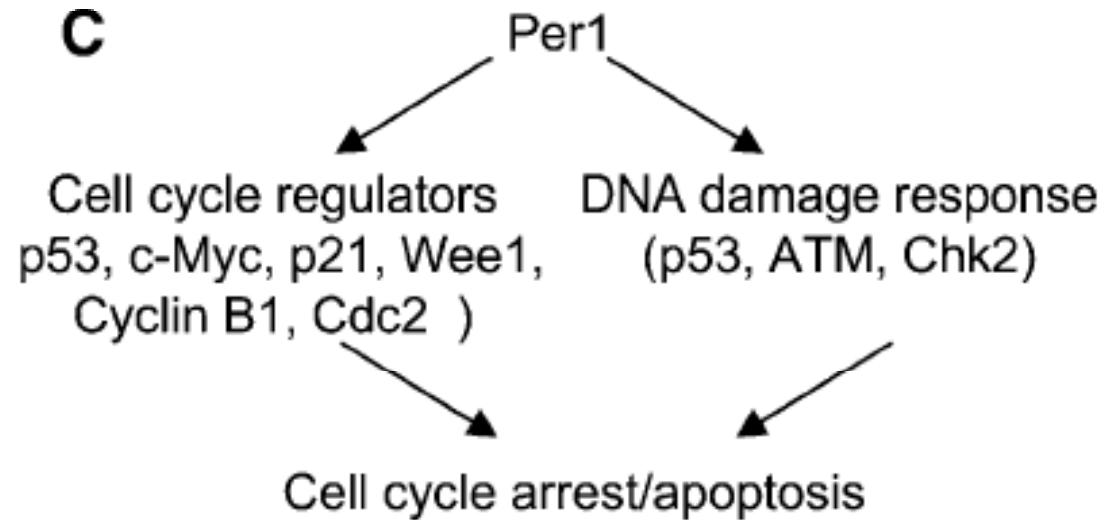 C
Per1
Cell cycle regulators
p53, c-Myc, p21, Wee1,
Cyclin B1, Cdc2 )
DNA damage response
(p53, ATM, Chk2)
Cell cycle arrest/apoptosis